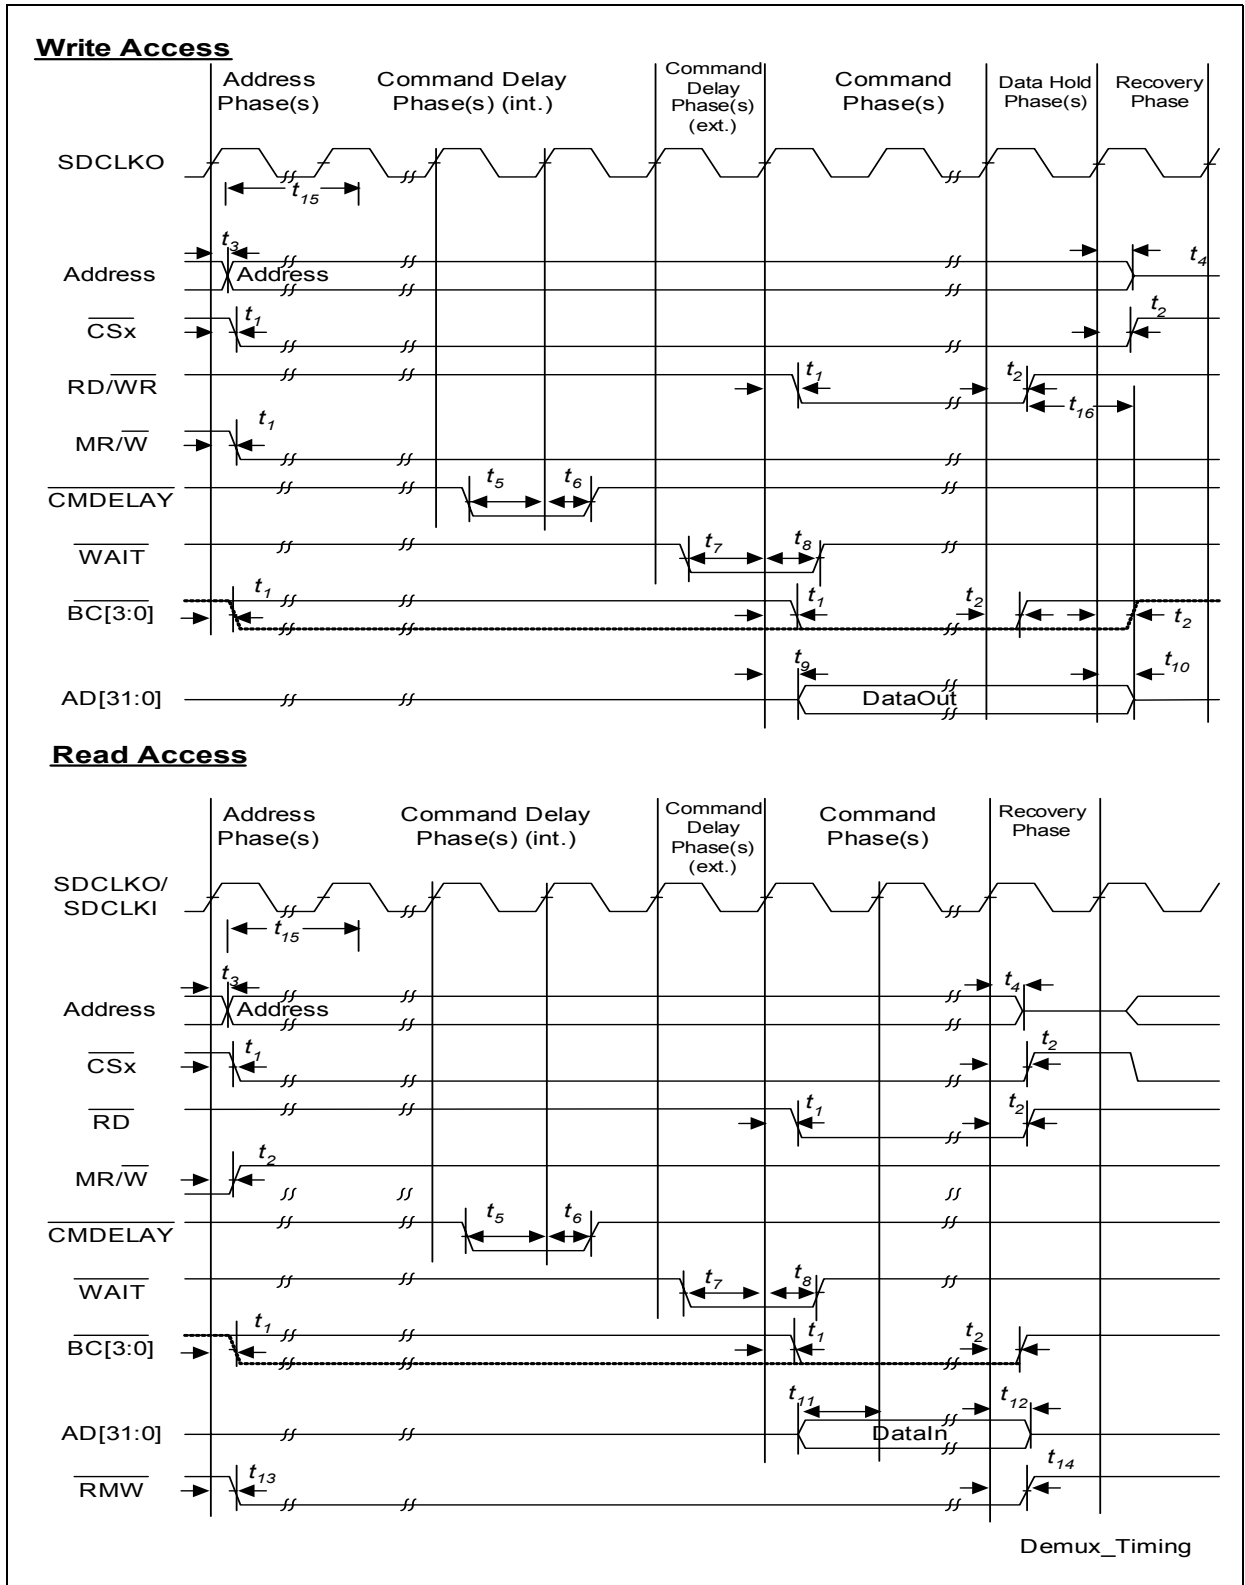 Write Access
Address Phase(s)
Command Delay Phase(s) (int.)
Command Delay Phase(s) (ext.)
Command Phase(s)
Data Hold Phase(s)
Recovery Phase
SDCLKO
t15
t3
t4
Address
Address
CSx
t1
t2
RD/WR
t1
t2
t16
MR/W
t1
CMDELAY
t5
t6
WAIT
t7
t8
BC[3:0]
t1
t1
t2
t2
AD[31:0]
t9
DataOut
t10
Read Access
Address Phase(s)
Command Delay Phase(s) (int.)
Command Delay Phase(s) (ext.)
Command Phase(s)
Recovery Phase
SDCLKO/
SDCLKI
t15
t3
t4
Address
Address
CSx
t1
t2
RD
t1
t2
MR/W
t2
CMDELAY
t5
t6
WAIT
t7
t8
BC[3:0]
t1
t1
t2
AD[31:0]
t11
DataIn
t12
RMW
t13
t14
Demux_Timing